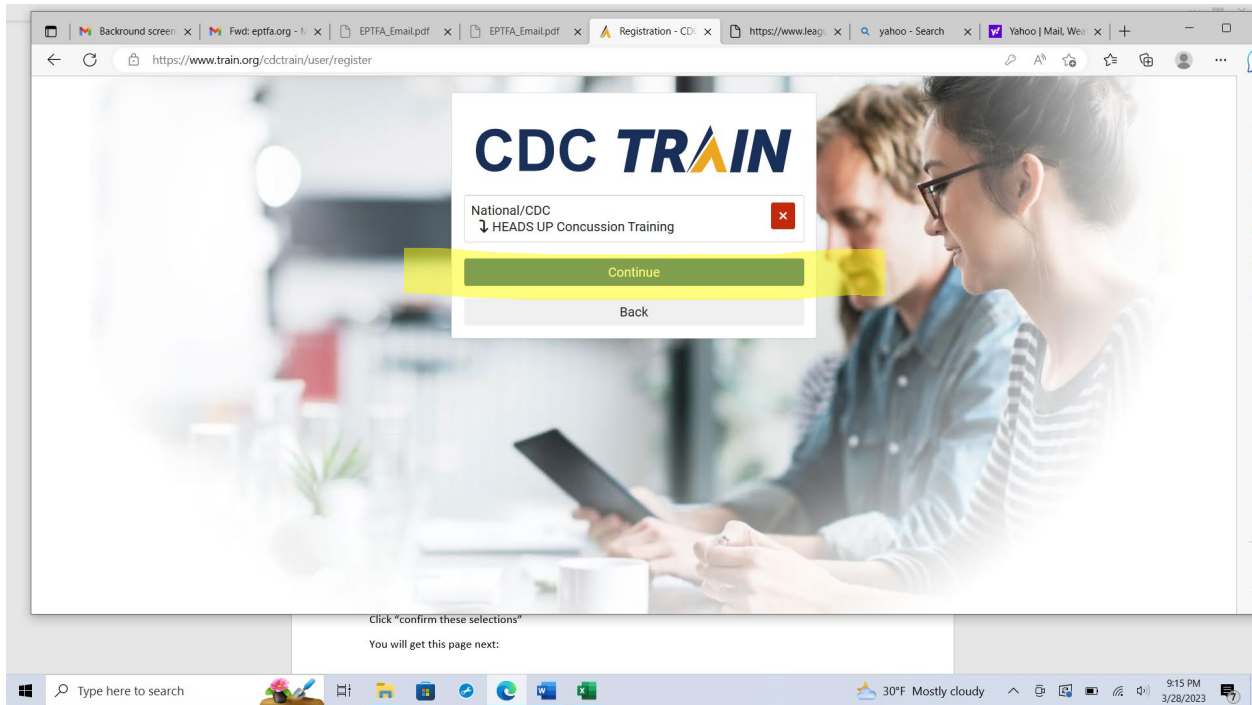 Backround screen
Fwd: eptfa.org -
EPTFA_Email.pdf
EPTFA_Email.pdf
Registration - CD
https://www.leag
yahoo - Search
Yahoo | Mail, Wea
https://www.train.org/cdctrain/user/register
CDC TRAIN
National/CDC
HEADS UP Concussion Training
Continue
Back
Click "confirm these selections"
You will get this page next:
Type here to search
30°F Mostly cloudy
9:15 PM
3/28/2023
7